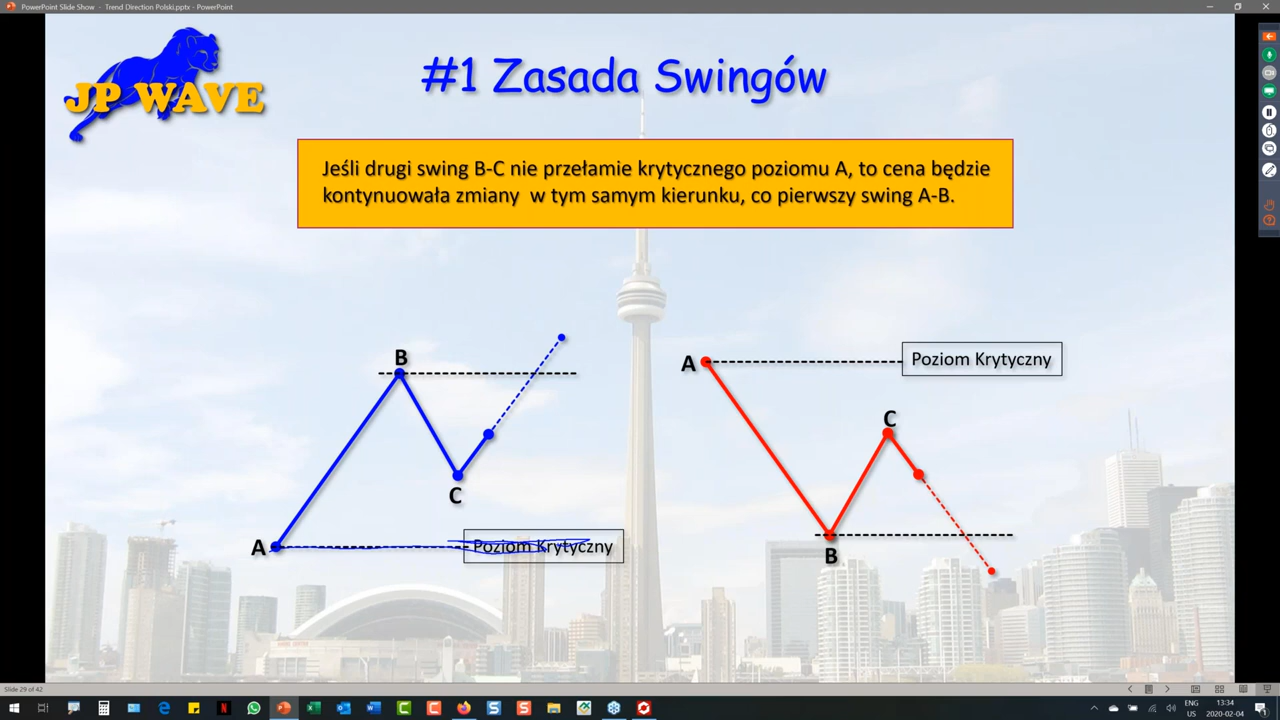 PowerPoint Slide Show - Trend Direction Polski.pptx - PowerPoint
JP WAVE
#1 Zasada Swingów
Jeśli drugi swing B-C nie przełamie krytycznego poziomu A, to cena będzie
kontynuowała zmiany w tym samym kierunku, co pierwszy swing A-B.
B
C
A
Poziom Krytyczny
A
Poziom Krytyczny
C
B
Slide 29 of 42
ENG
US
13:34
2020-02-04